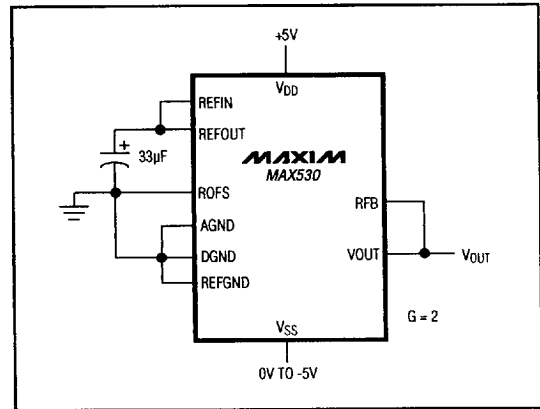 +5V
VDD
REFIN
REFOUT
+
33µF
MAXIM
MAX530
ROFS
RFB
AGND
DGND
VOUT
VOUT
REFGND
VSS
G = 2
0V TO -5V